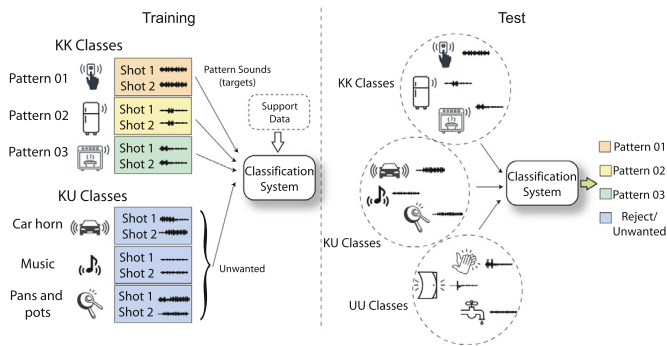 Training
KK Classes
Pattern 01
Shot 1
Shot 2
Pattern 02
Shot 1
Shot 2
Pattern 03
Shot 1
Shot 2
Pattern Sounds
(targets)
Support
Data
Classification
System
KU Classes
Car horn
Shot 1
Shot 2
Music
Shot 1
Shot 2
Pans and
pots
Shot 1
Shot 2
Unwanted
Test
KK Classes
KU Classes
UU Classes
Classification
System
Pattern 01
Pattern 02
Pattern 03
Reject/
Unwanted